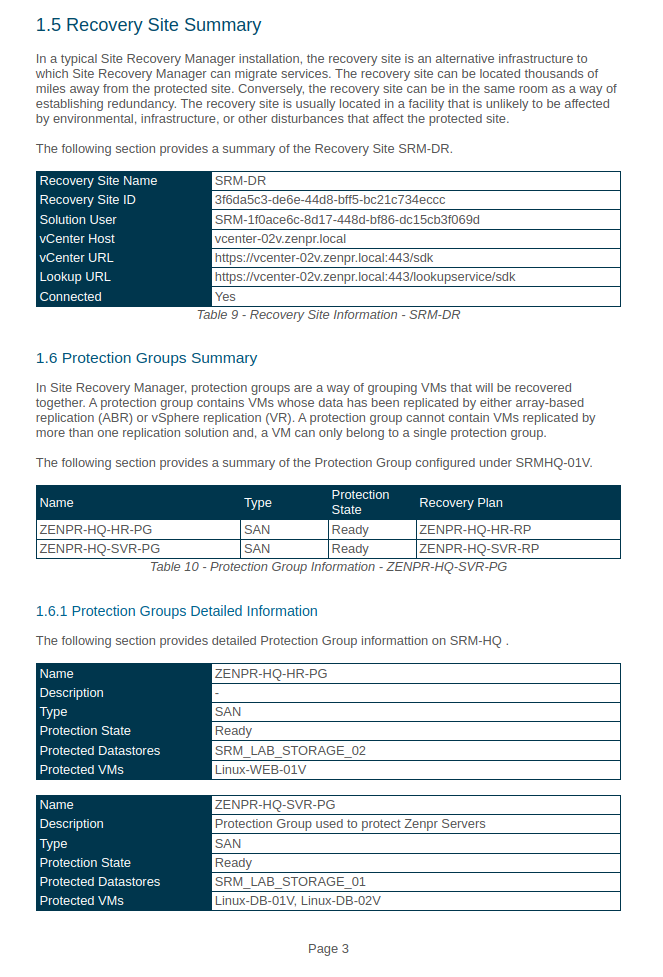 1.5 Recovery Site Summary
In a typical Site Recovery Manager installation, the recovery site is an alternative infrastructure to
which Site Recovery Manager can migrate services. The recovery site can be located thousands of
miles away from the protected site. Conversely, the recovery site can be in the same room as a way of
establishing redundancy. The recovery site is usually located in a facility that is unlikely to be affected
by environmental, infrastructure, or other disturbances that affect the protected site.
The following section provides a summary of the Recovery Site SRM-DR.
Recovery Site Name SRM-DR
Recovery Site ID 3f6da5c3-de6e-44d8-bff5-bc21c734eccc
Solution User SRM-1f0ace6c-8d17-448d-bf86-dc15cb3f069d
vCenter Host vcenter-02v.zenpr.local
vCenter URL https://vcenter-02v.zenpr.local:443/sdk
Lookup URL https://vcenter-02v.zenpr.local:443/lookupservice/sdk
Connected Yes
Table 9 - Recovery Site Information - SRM-DR
1.6 Protection Groups Summary
In Site Recovery Manager, protection groups are a way of grouping VMs that will be recovered
together. A protection group contains VMs whose data has been replicated by either array-based
replication (ABR) or vSphere replication (VR). A protection group cannot contain VMs replicated by
more than one replication solution and, a VM can only belong to a single protection group.
The following section provides a summary of the Protection Group configured under SRMHQ-01V.
Name Type Protection State Recovery Plan
ZENPR-HQ-HR-PG SAN Ready ZENPR-HQ-HR-RP
ZENPR-HQ-SVR-PG SAN Ready ZENPR-HQ-SVR-RP
Table 10 - Protection Group Information - ZENPR-HQ-SVR-PG
1.6.1 Protection Groups Detailed Information
The following section provides detailed Protection Group informattion on SRM-HQ .
Name ZENPR-HQ-HR-PG
Description -
Type SAN
Protection State Ready
Protected Datastores SRM_LAB_STORAGE_02
Protected VMs Linux-WEB-01V
Name ZENPR-HQ-SVR-PG
Description Protection Group used to protect Zenpr Servers
Type SAN
Protection State Ready
Protected Datastores SRM_LAB_STORAGE_01
Protected VMs Linux-DB-01V, Linux-DB-02V
Page 3